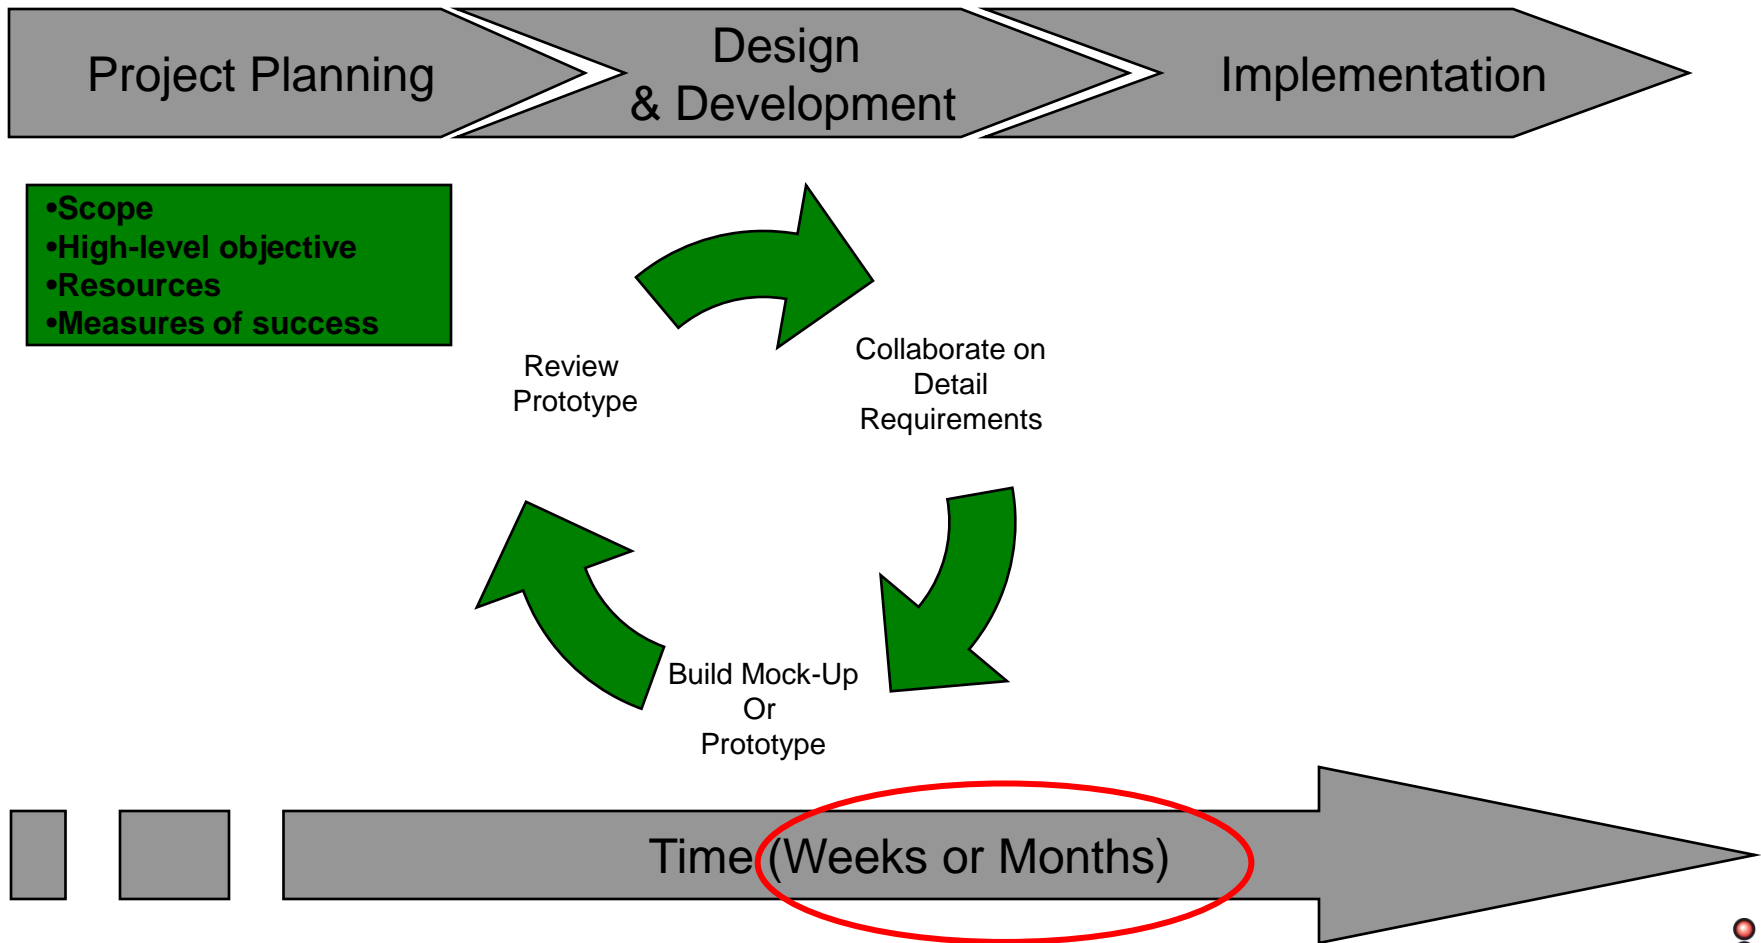 Project Planning
Design
& Development
Implementation
•Scope
•High-level objective
•Resources
•Measures of success
Review
Prototype
Collaborate on
Detail
Requirements
Build Mock-Up
Or
Prototype
Time (Weeks or Months)